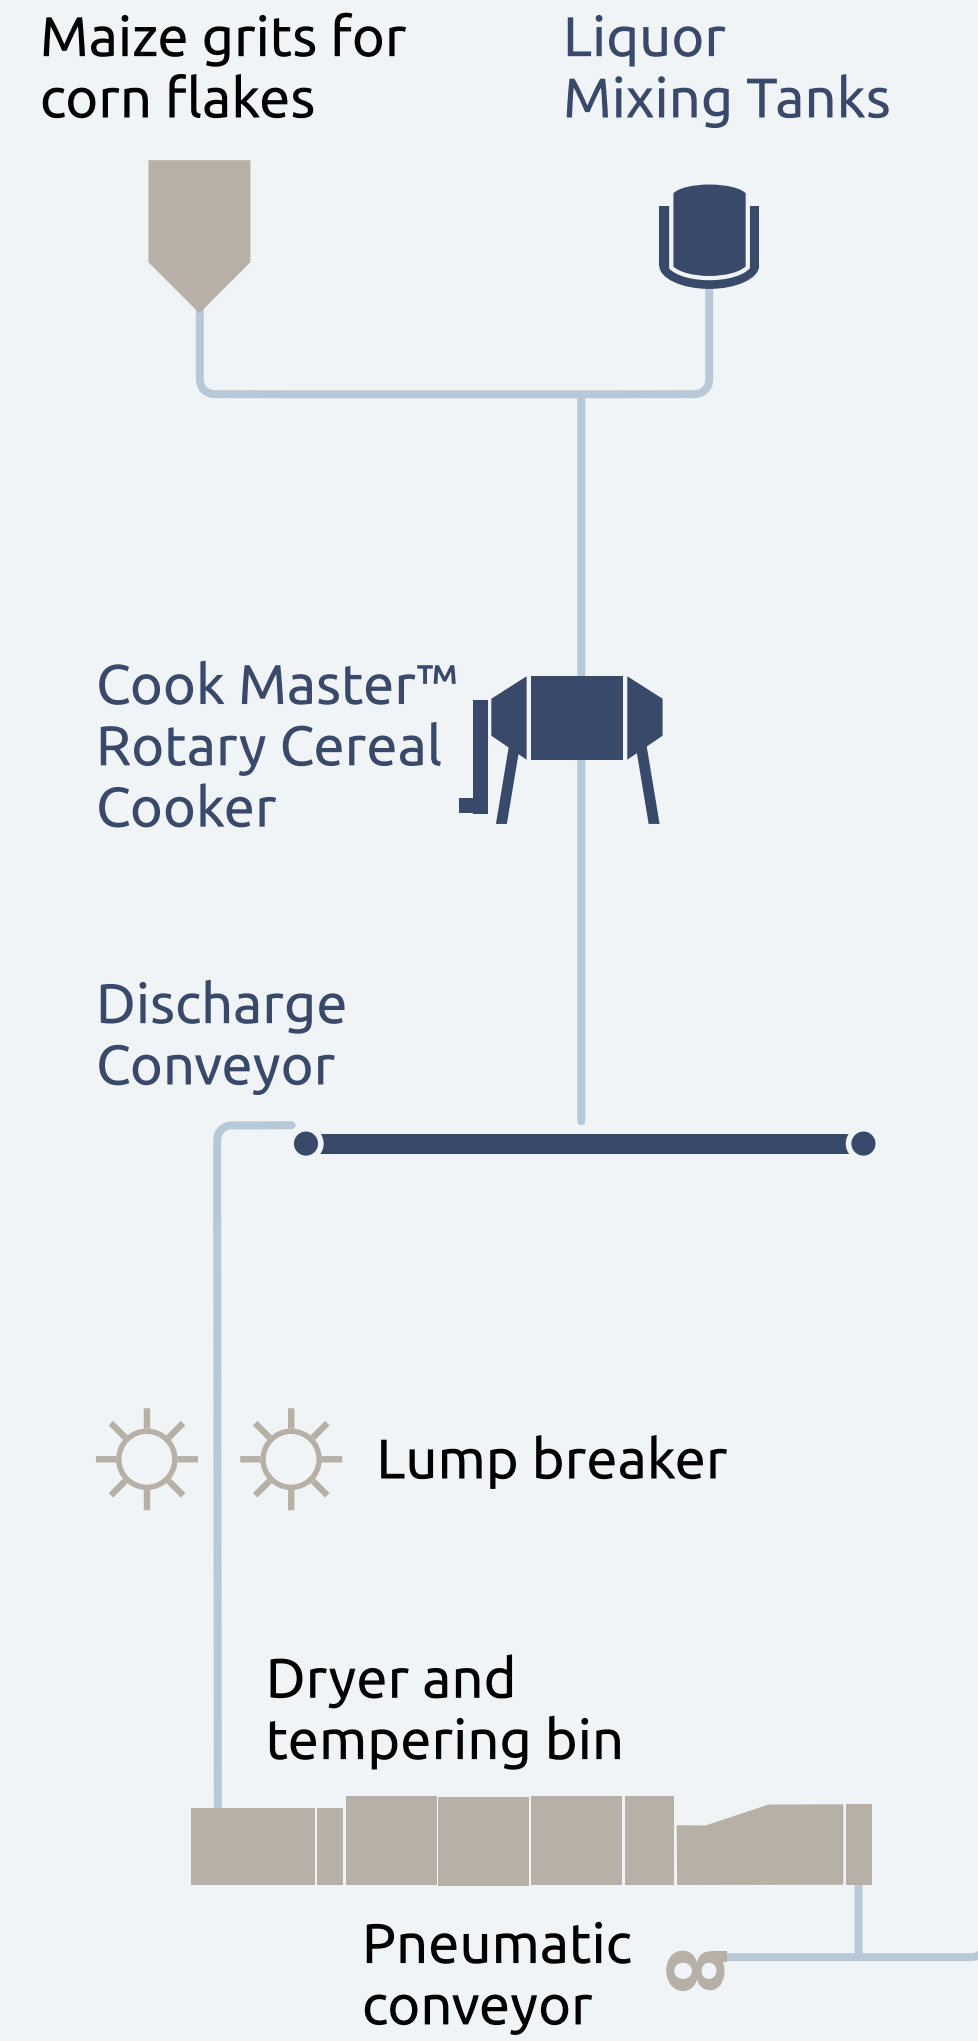 Maize grits for
corn flakes
Liquor
Mixing Tanks
Cook Master™
Rotary Cereal
Cooker
Discharge
Conveyor
Lump breaker
Dryer and
tempering bin
Pneumatic
conveyor